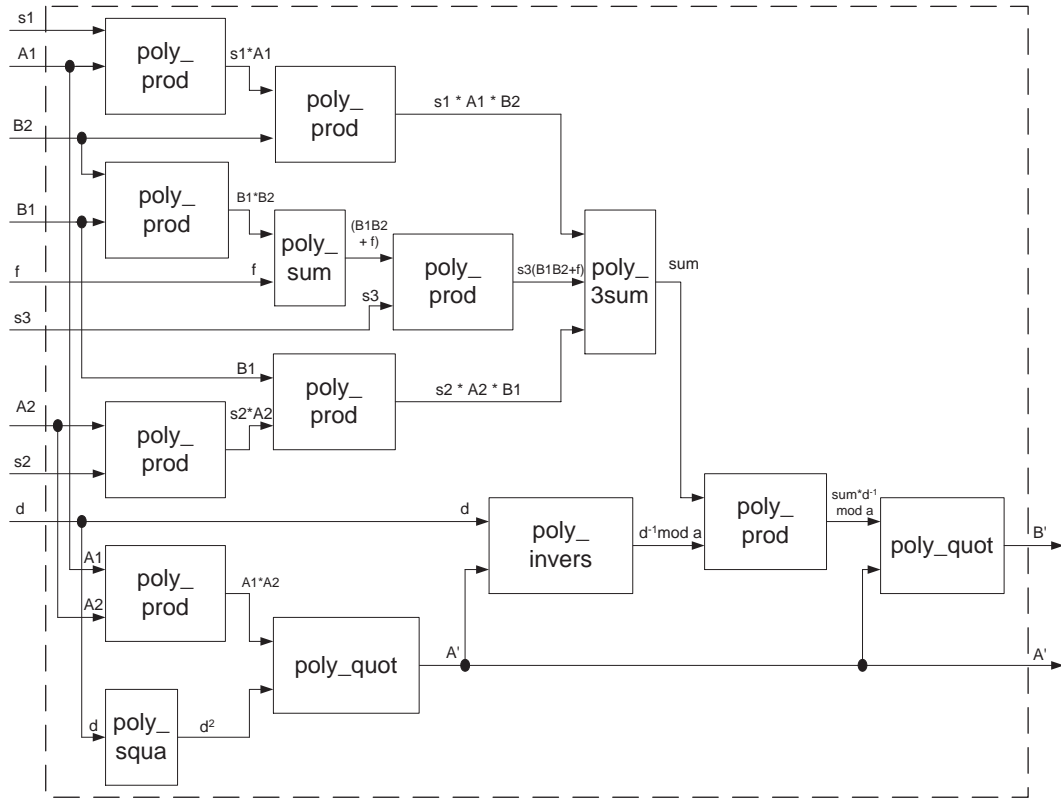 s1
A1
poly_
prod
s1*A1
poly_
prod
s1 * A1 * B2
B2
poly_
prod
B1*B2
B1
poly_
sum
(B1B2
+ f)
f
f
poly_
prod
s3(B1B2+f)
poly_
3sum
sum
s3
s3
B1
poly_
prod
s2 * A2 * B1
A2
poly_
prod
s2*A2
s2
d
d
poly_
invers
d-1mod a
poly_
prod
sum*d-1
mod a
poly_quot
B'
A1
A2
poly_
prod
A1*A2
poly_quot
A'
A'
d
poly_
squa
d2